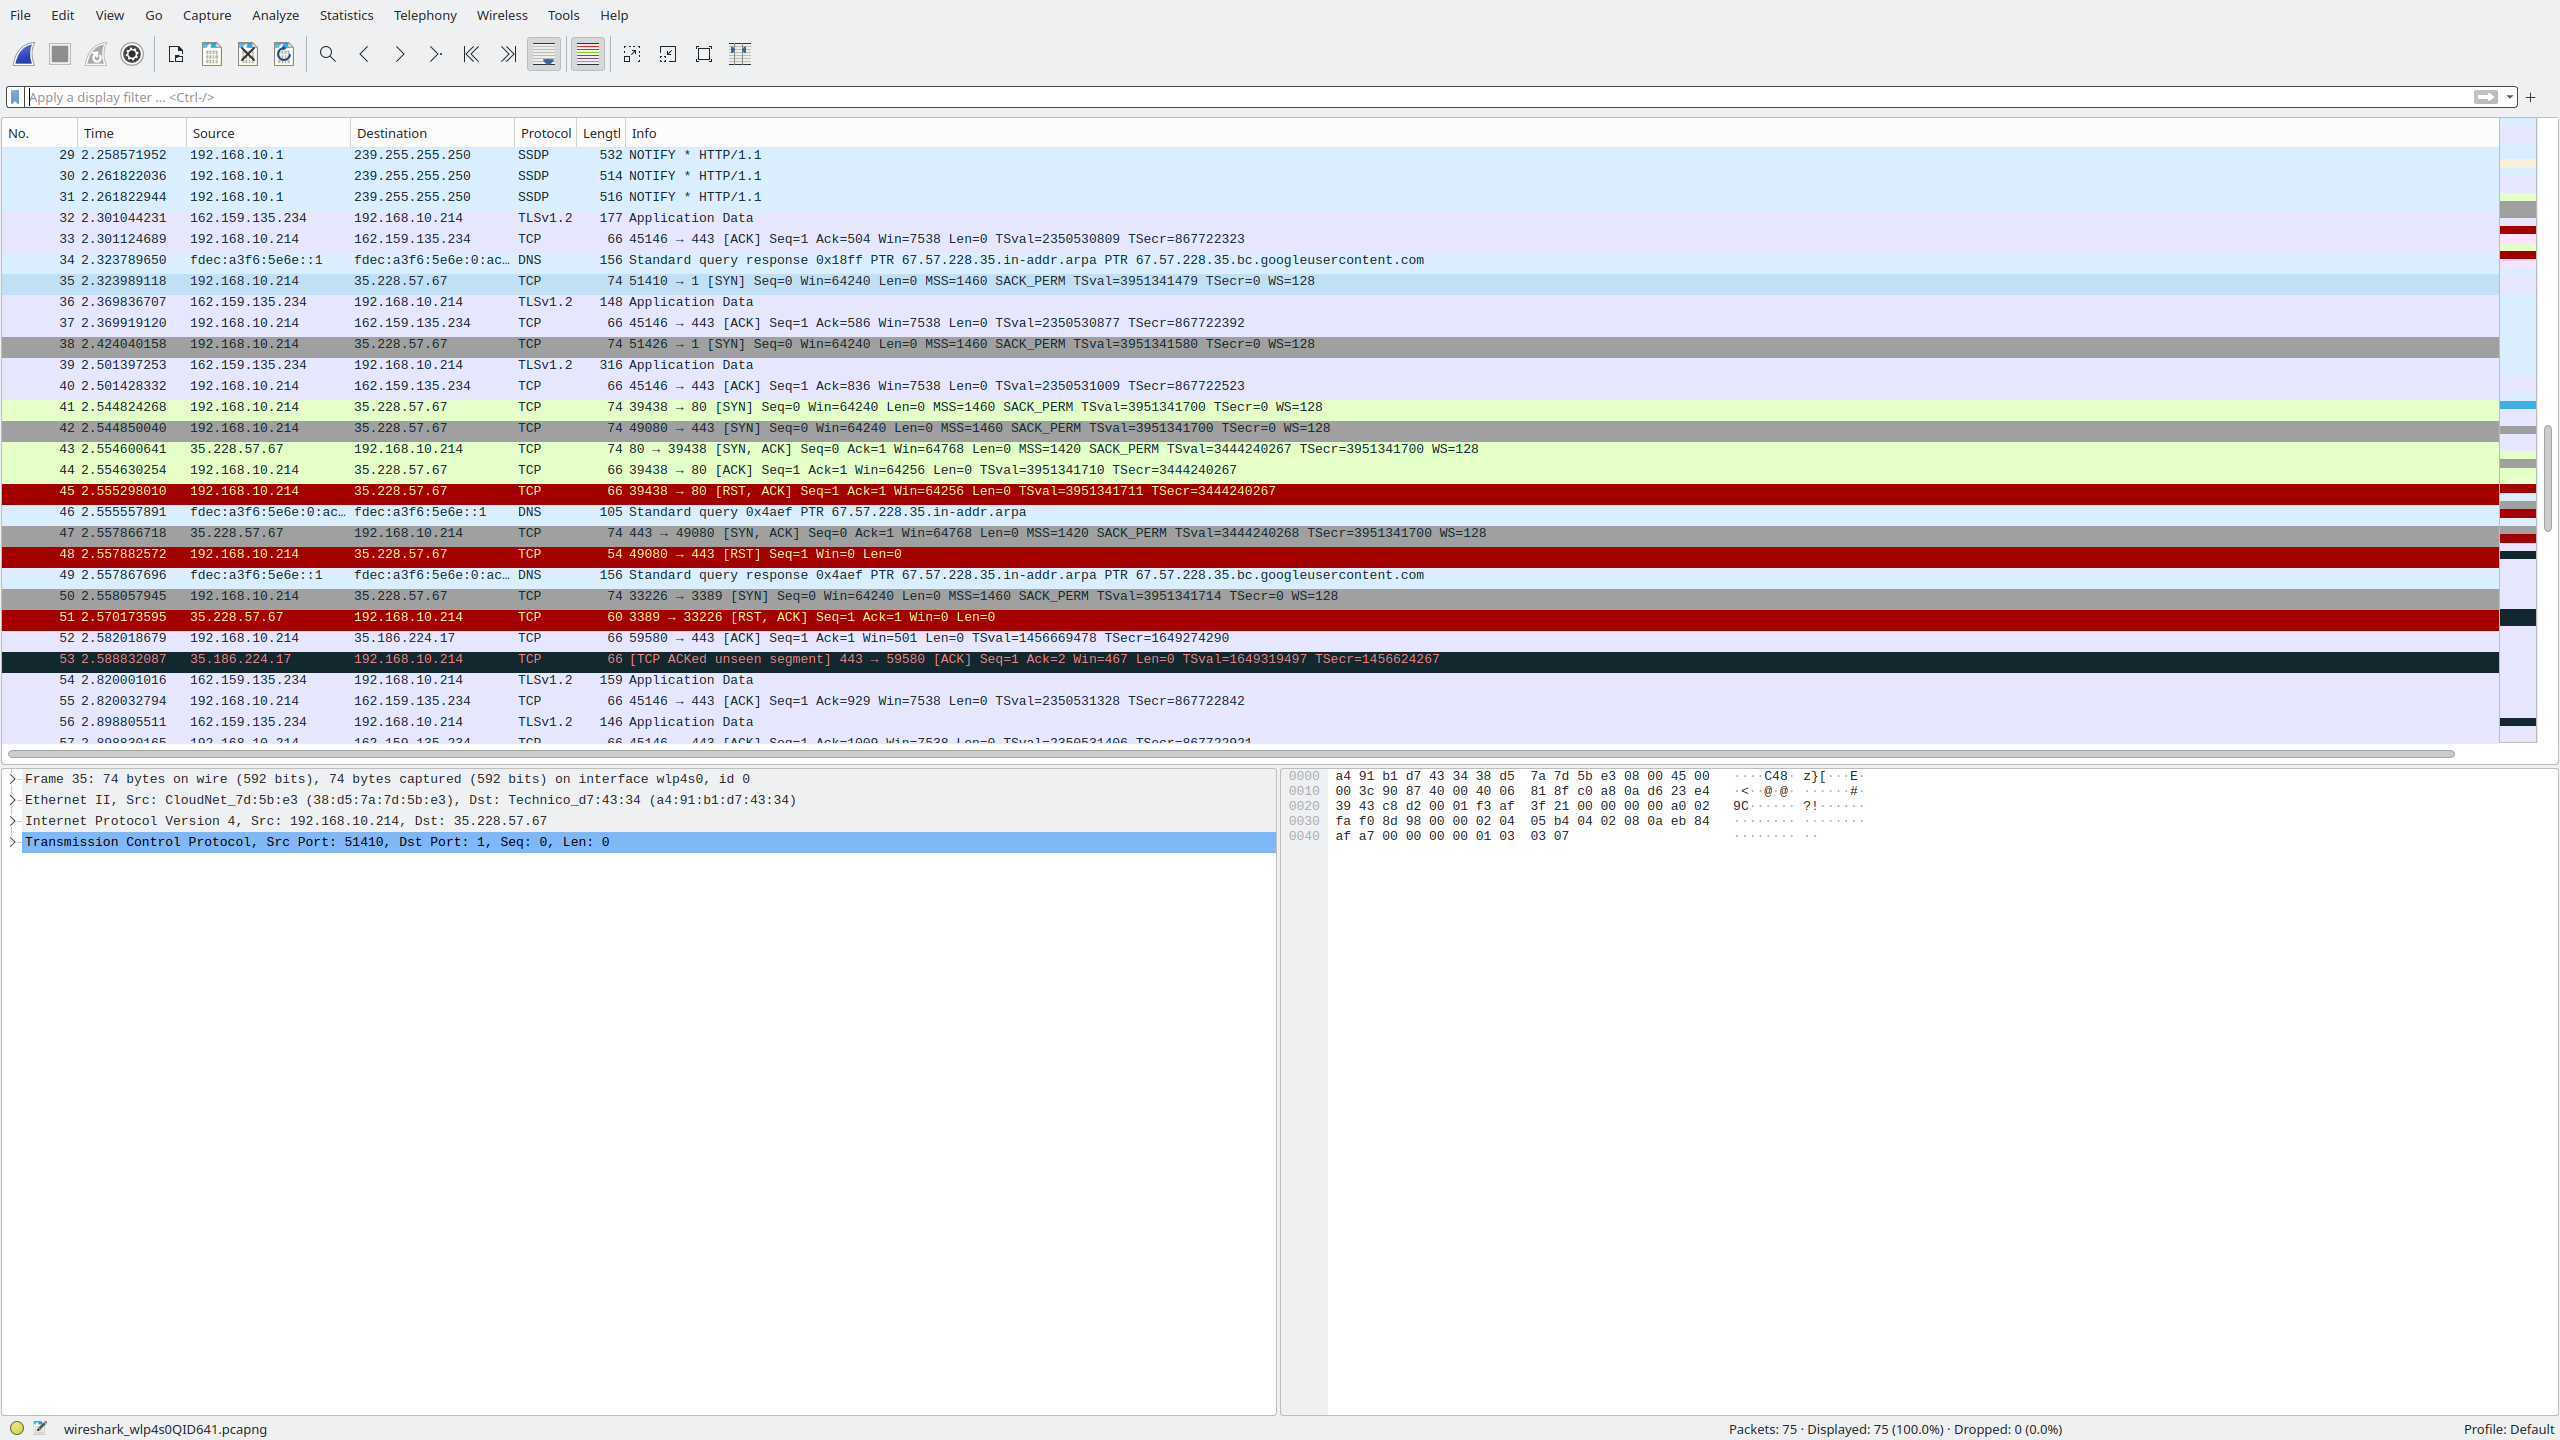 File Edit View Go Capture Analyze Statistics Telephony Wireless Tools Help
Apply a display filter ... <Ctrl-/>
No. Time Source Destination Protocol Lengtl Info
29 2.258571952 192.168.10.1 239.255.255.250 SSDP 532 NOTIFY * HTTP/1.1
30 2.261822036 192.168.10.1 239.255.255.250 SSDP 514 NOTIFY * HTTP/1.1
31 2.261822944 192.168.10.1 239.255.255.250 SSDP 516 NOTIFY * HTTP/1.1
32 2.301044231 162.159.135.234 192.168.10.214 TLSv1.2 177 Application Data
33 2.301124689 192.168.10.214 162.159.135.234 TCP 66 45146 → 443 [ACK] Seq=1 Ack=504 Win=7538 Len=0 TSval=2350530809 TSecr=867722323
34 2.323789650 fdec:a3f6:5e6e::1 fdec:a3f6:5e6e:0:ac… DNS 156 Standard query response 0x18ff PTR 67.57.228.35.in-addr.arpa PTR 67.57.228.35.bc.googleusercontent.com
35 2.323989118 192.168.10.214 35.228.57.67 TCP 74 51410 → 1 [SYN] Seq=0 Win=64240 Len=0 MSS=1460 SACK_PERM TSval=3951341479 TSecr=0 WS=128
36 2.369836707 162.159.135.234 192.168.10.214 TLSv1.2 148 Application Data
37 2.369919120 192.168.10.214 162.159.135.234 TCP 66 45146 → 443 [ACK] Seq=1 Ack=586 Win=7538 Len=0 TSval=2350530877 TSecr=867722392
38 2.424040158 192.168.10.214 35.228.57.67 TCP 74 51426 → 1 [SYN] Seq=0 Win=64240 Len=0 MSS=1460 SACK_PERM TSval=3951341580 TSecr=0 WS=128
39 2.501397253 162.159.135.234 192.168.10.214 TLSv1.2 316 Application Data
40 2.501428332 192.168.10.214 162.159.135.234 TCP 66 45146 → 443 [ACK] Seq=1 Ack=836 Win=7538 Len=0 TSval=2350531009 TSecr=867722523
41 2.544824268 192.168.10.214 35.228.57.67 TCP 74 39438 → 80 [SYN] Seq=0 Win=64240 Len=0 MSS=1460 SACK_PERM TSval=3951341700 TSecr=0 WS=128
42 2.544850040 192.168.10.214 35.228.57.67 TCP 74 49080 → 443 [SYN] Seq=0 Win=64240 Len=0 MSS=1460 SACK_PERM TSval=3951341700 TSecr=0 WS=128
43 2.554600641 35.228.57.67 192.168.10.214 TCP 74 80 → 39438 [SYN, ACK] Seq=0 Ack=1 Win=64768 Len=0 MSS=1420 SACK_PERM TSval=3444240267 TSecr=3951341700 WS=128
44 2.554630254 192.168.10.214 35.228.57.67 TCP 66 39438 → 80 [ACK] Seq=1 Ack=1 Win=64256 Len=0 TSval=3951341710 TSecr=3444240267
45 2.555298010 192.168.10.214 35.228.57.67 TCP 66 39438 → 80 [RST, ACK] Seq=1 Ack=1 Win=64256 Len=0 TSval=3951341711 TSecr=3444240267
46 2.555557891 fdec:a3f6:5e6e:0:ac… fdec:a3f6:5e6e::1 DNS 105 Standard query 0x4aef PTR 67.57.228.35.in-addr.arpa
47 2.557866718 35.228.57.67 192.168.10.214 TCP 74 443 → 49080 [SYN, ACK] Seq=0 Ack=1 Win=64768 Len=0 MSS=1420 SACK_PERM TSval=3444240268 TSecr=3951341700 WS=128
48 2.557882572 192.168.10.214 35.228.57.67 TCP 54 49080 → 443 [RST] Seq=1 Win=0 Len=0
49 2.557867696 fdec:a3f6:5e6e::1 fdec:a3f6:5e6e:0:ac… DNS 156 Standard query response 0x4aef PTR 67.57.228.35.in-addr.arpa PTR 67.57.228.35.bc.googleusercontent.com
50 2.558057945 192.168.10.214 35.228.57.67 TCP 74 33226 → 3389 [SYN] Seq=0 Win=64240 Len=0 MSS=1460 SACK_PERM TSval=3951341714 TSecr=0 WS=128
51 2.570173595 35.228.57.67 192.168.10.214 TCP 60 3389 → 33226 [RST, ACK] Seq=1 Ack=1 Win=0 Len=0
52 2.582018679 192.168.10.214 35.186.224.17 TCP 66 59580 → 443 [ACK] Seq=1 Ack=1 Win=501 Len=0 TSval=1456669478 TSecr=1649274290
53 2.588832087 35.186.224.17 192.168.10.214 TCP 66 [TCP ACKed unseen segment] 443 → 59580 [ACK] Seq=1 Ack=2 Win=467 Len=0 TSval=1649319497 TSecr=1456624267
54 2.820001016 162.159.135.234 192.168.10.214 TLSv1.2 159 Application Data
55 2.820032794 192.168.10.214 162.159.135.234 TCP 66 45146 → 443 [ACK] Seq=1 Ack=929 Win=7538 Len=0 TSval=2350531328 TSecr=867722842
56 2.898805511 162.159.135.234 192.168.10.214 TLSv1.2 146 Application Data
57 2.898830165 192.168.10.214 162.159.135.234 TCP 66 45146 → 443 [ACK] Seq=1 Ack=1009 Win=7538 Len=0 TSval=2350531406 TSecr=867722921
Frame 35: 74 bytes on wire (592 bits), 74 bytes captured (592 bits) on interface wlp4s0, id 0
Ethernet II, Src: CloudNet_7d:5b:e3 (38:d5:7a:7d:5b:e3), Dst: Technico_d7:43:34 (a4:91:b1:d7:43:34)
Internet Protocol Version 4, Src: 192.168.10.214, Dst: 35.228.57.67
Transmission Control Protocol, Src Port: 51410, Dst Port: 1, Seq: 0, Len: 0
0000 a4 91 b1 d7 43 34 38 d5 7a 7d 5b e3 08 00 45 00 ····C48· z}[···E·
0010 00 3c 90 87 40 00 40 06 81 8f c0 a8 0a d6 23 e4 ·<··@·@· ······#·
0020 39 43 c8 d2 00 01 f3 af 3f 21 00 00 00 00 a0 02 9C······ ?!······
0030 fa f0 8d 98 00 00 02 04 05 b4 04 02 08 0a eb 84 ········ ········
0040 af a7 00 00 00 00 01 03 03 07 ········ ··
wireshark_wlp4s0QID641.pcapng Packets: 75 · Displayed: 75 (100.0%) · Dropped: 0 (0.0%) Profile: Default